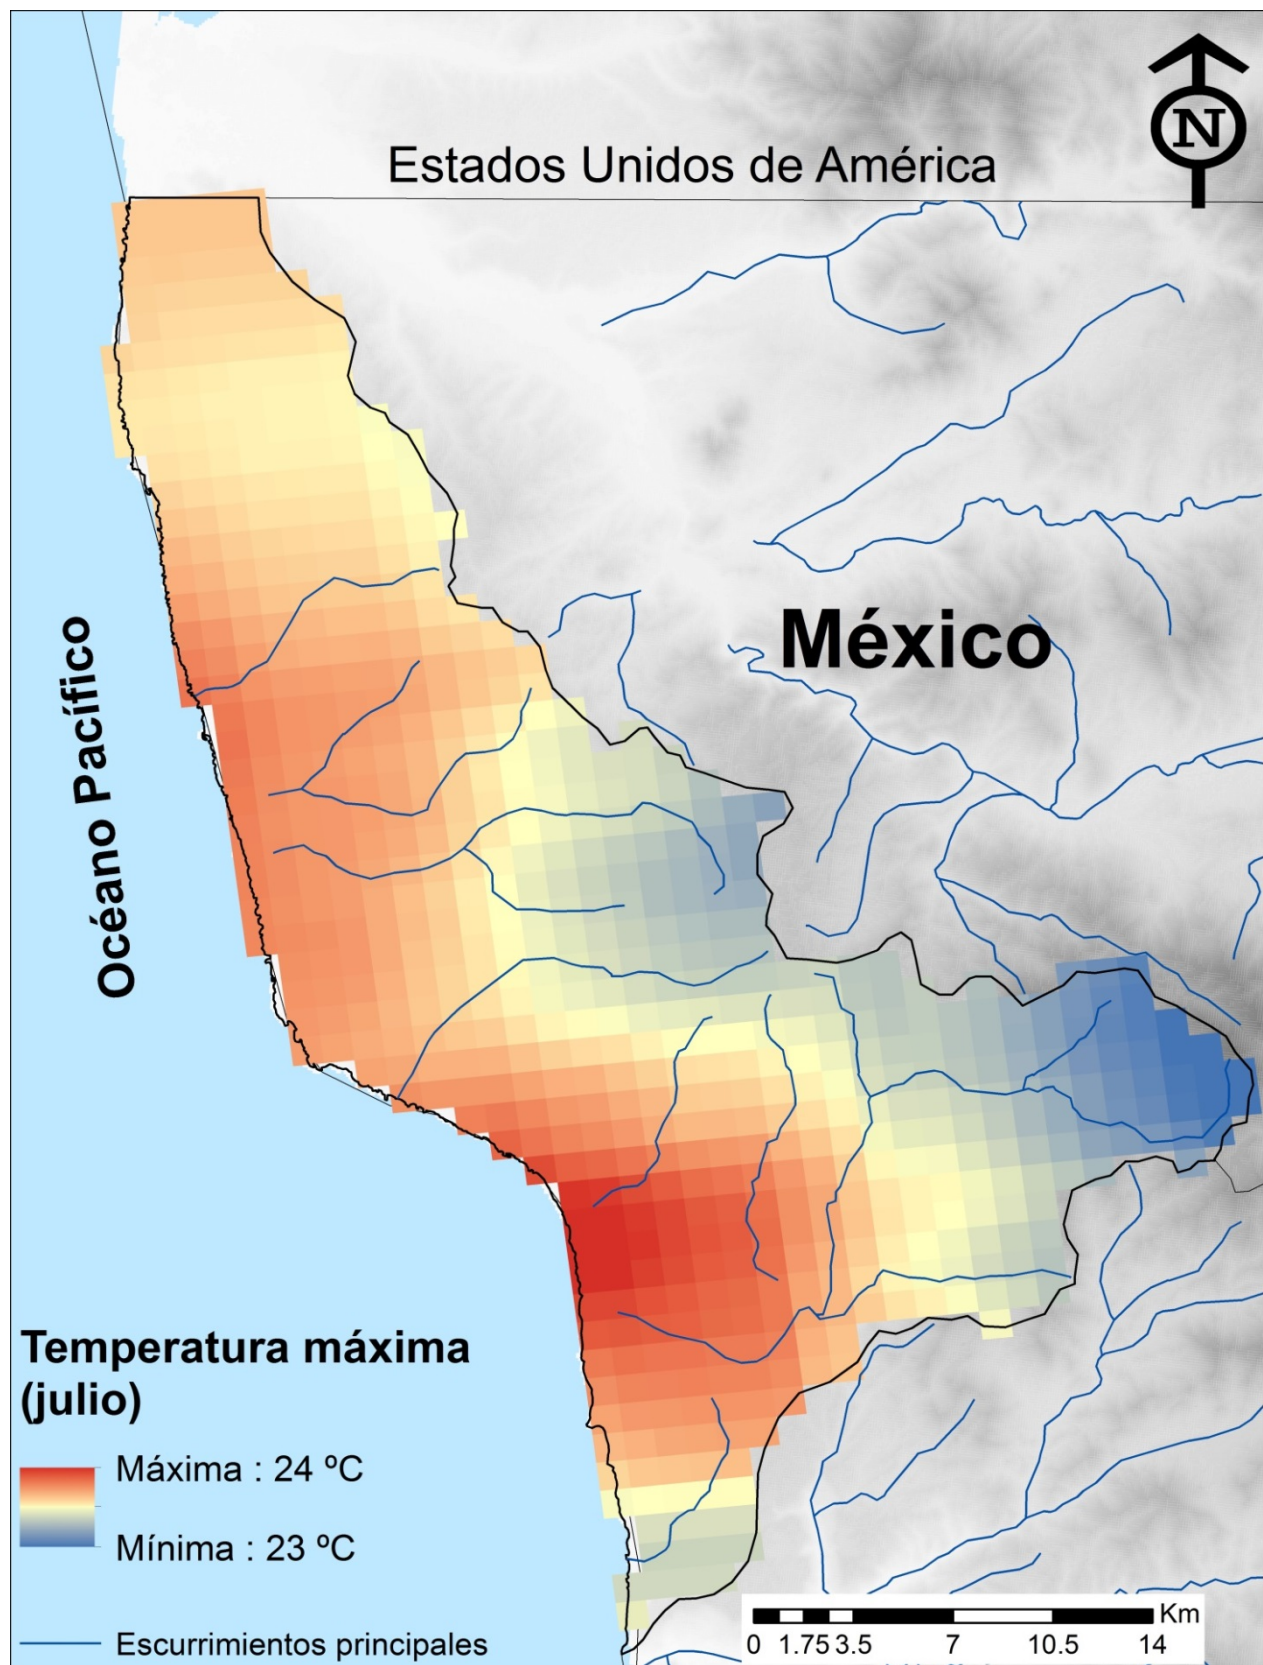 N
Estados Unidos de América
México
Océano Pacífico
Temperatura máxima
(julio)
Máxima : 24 ºC
Mínima : 23 ºC
Escurrimientos principales
Km
0 1.75 3.5 7 10.5 14